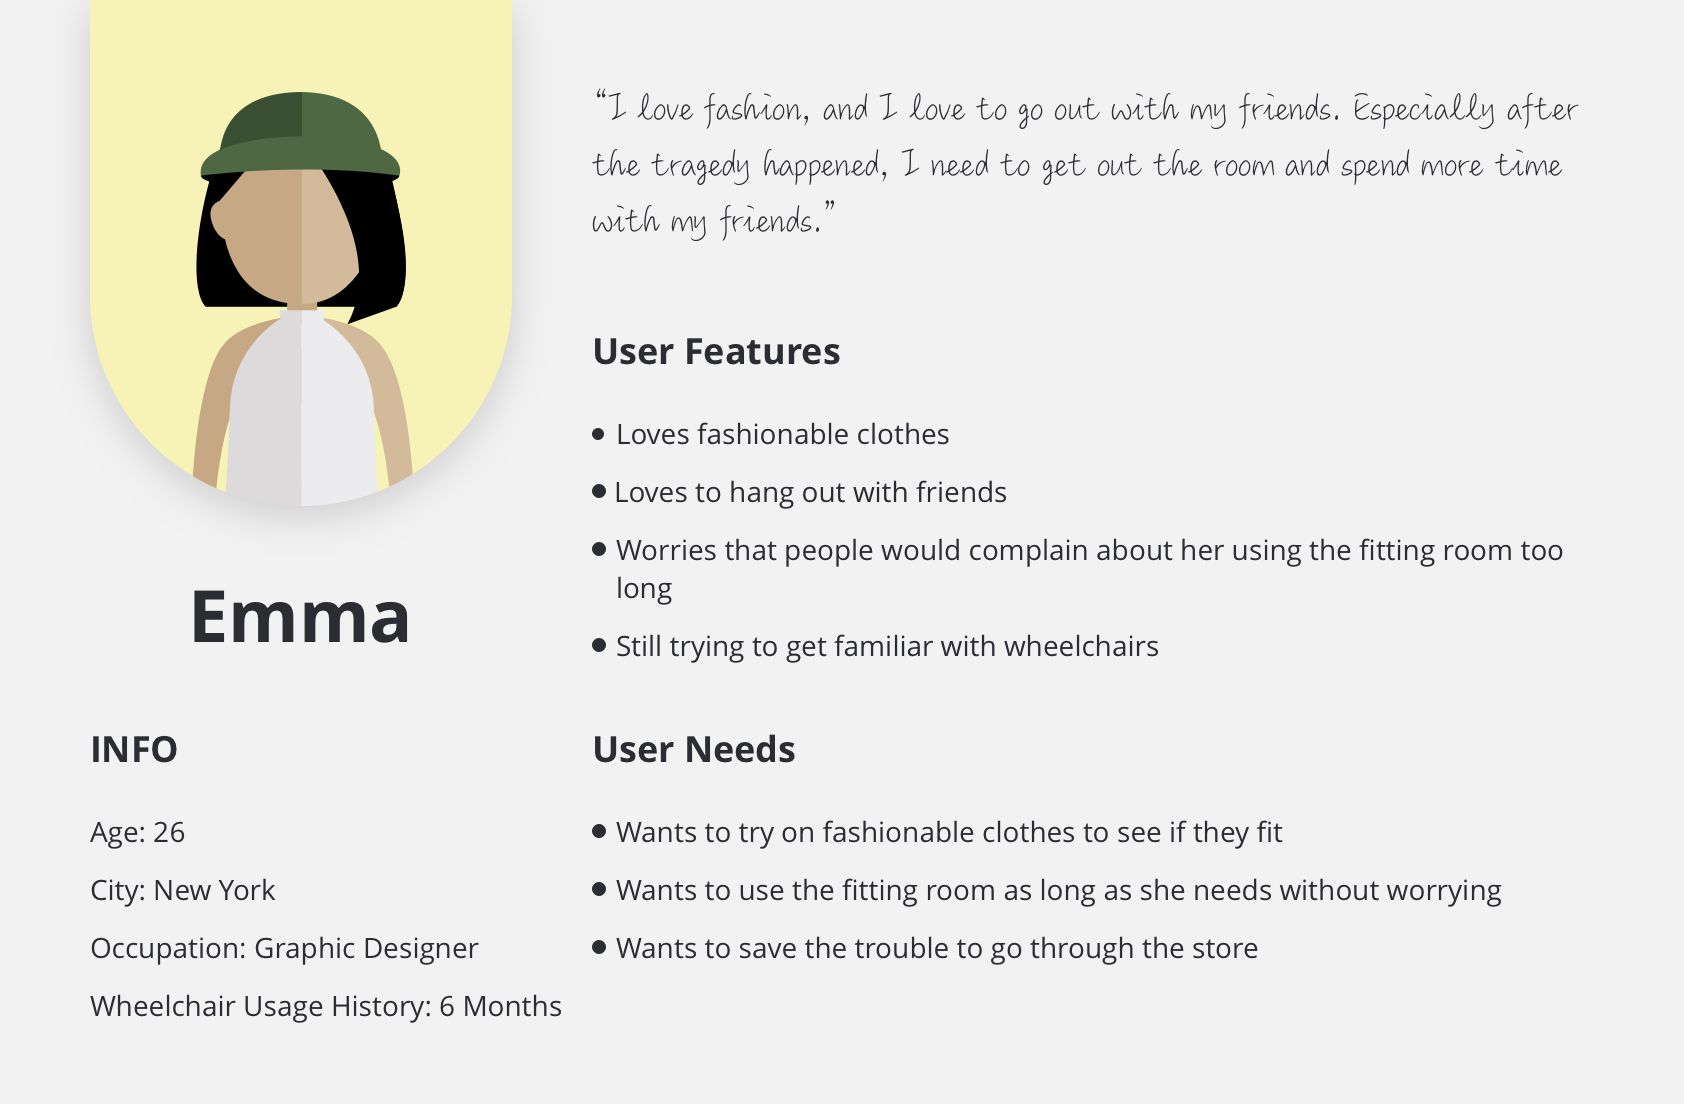 “I love fashion, and I love to go out with my friends. Especially after
the tragedy happened, I need to get out the room and spend more time
with my friends.”
Emma
INFO
Age: 26
City: New York
Occupation: Graphic Designer
Wheelchair Usage History: 6 Months
User Features
● Loves fashionable clothes
● Loves to hang out with friends
● Worries that people would complain about her using the fitting room too
long
● Still trying to get familiar with wheelchairs
User Needs
● Wants to try on fashionable clothes to see if they fit
● Wants to use the fitting room as long as she needs without worrying
● Wants to save the trouble to go through the store